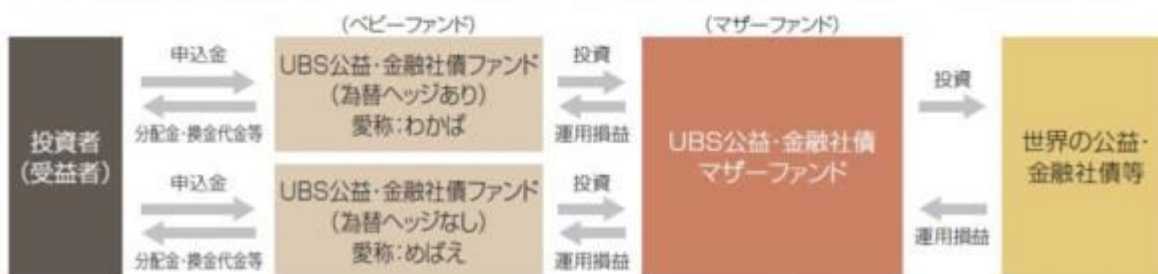 (ベビーファンド)
(マザーファンド)
投資者
(受益者)
申込金
分配金・換金代金等
UBS公益・金融社債ファンド
(為替ヘッジあり)
愛称:わかば
投資
運用損益
申込金
分配金・換金代金等
UBS公益・金融社債ファンド
(為替ヘッジなし)
愛称:めばえ
投資
運用損益
UBS公益・金融社債
マザーファンド
投資
運用損益
世界の公益・
金融社債等